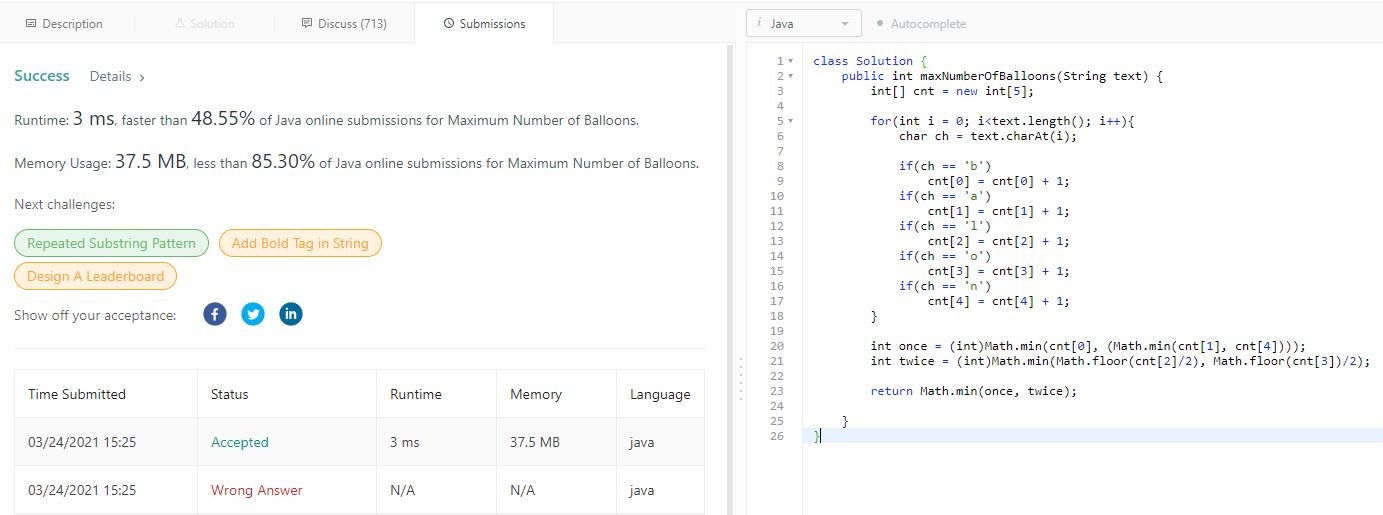 Description Solution Discuss (713) Submissions
Success Details >
Runtime: 3 ms, faster than 48.55% of Java online submissions for Maximum Number of Balloons.
Memory Usage: 37.5 MB, less than 85.30% of Java online submissions for Maximum Number of Balloons.
Next challenges:
Repeated Substring Pattern Add Bold Tag in String
Design A Leaderboard
Show off your acceptance: f in
Time Submitted Status Runtime Memory Language
03/24/2021 15:25 Accepted 3 ms 37.5 MB java
03/24/2021 15:25 Wrong Answer N/A N/A java
i Java Autocomplete
1 class Solution {
2 public int maxNumberOfBalloons(String text) {
3 int[] cnt = new int[5];
4
5 for(int i = 0; i<text.length(); i++){
6 char ch = text.charAt(i);
7
8 if(ch == 'b')
9 cnt[0] = cnt[0] + 1;
10 if(ch == 'a')
11 cnt[1] = cnt[1] + 1;
12 if(ch == 'l')
13 cnt[2] = cnt[2] + 1;
14 if(ch == 'o')
15 cnt[3] = cnt[3] + 1;
16 if(ch == 'n')
17 cnt[4] = cnt[4] + 1;
18 }
19
20 int once = (int)Math.min(cnt[0], (Math.min(cnt[1], cnt[4])));
21 int twice = (int)Math.min(Math.floor(cnt[2]/2), Math.floor(cnt[3])/2);
22
23 return Math.min(once, twice);
24
25 }
26 }